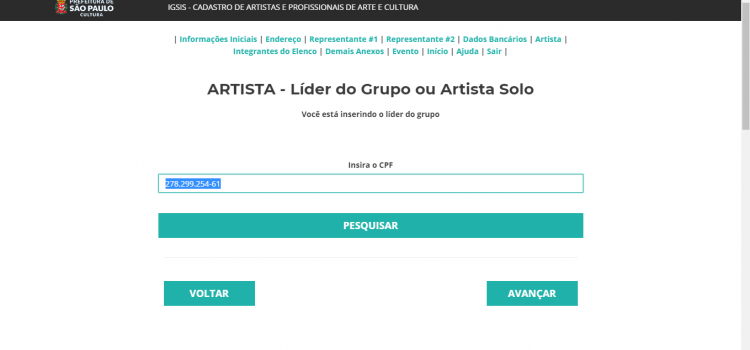 PREFEITURA DE
SÃO PAULO
CULTURA
IGSIS - CADASTRO DE ARTISTAS E PROFISSIONAIS DE ARTE E CULTURA
| Informações Iniciais | Endereço | Representante #1 | Representante #2 | Dados Bancários | Artista |
Integrantes do Elenco | Demais Anexos | Evento | Início | Ajuda | Sair |
ARTISTA - Líder do Grupo ou Artista Solo
Você está inserindo o líder do grupo
Insira o CPF
278.299.254-61
PESQUISAR
VOLTAR
AVANÇAR